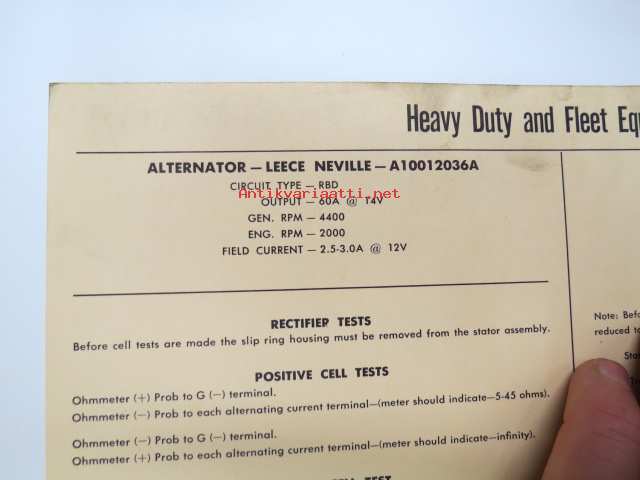 Heavy Duty and Fleet Equ
ALTERNATOR — LEECE NEVILLE — A10012036A
CIRCUIT TYPE — RBD
Antikvariaatti.net
OUTPUT — 60A @ 14V
GEN. RPM — 4400
ENG. RPM — 2000
FIELD CURRENT — 2.5-3.0A @ 12V
RECTIFIER TESTS
Before cell tests are made the slip ring housing must be removed from the stator assembly.
POSITIVE CELL TESTS
Ohmmeter (+) Prob to G (—) terminal.
Ohmmeter (—) Prob to each alternating current terminal—(meter should indicate—5-45 ohms).
Ohmmeter (—) Prob to G (—) terminal.
Ohmmeter (+) Prob to each alternating current terminal—(meter should indicate—infinity).
TEST
Note: Befo
reduced to